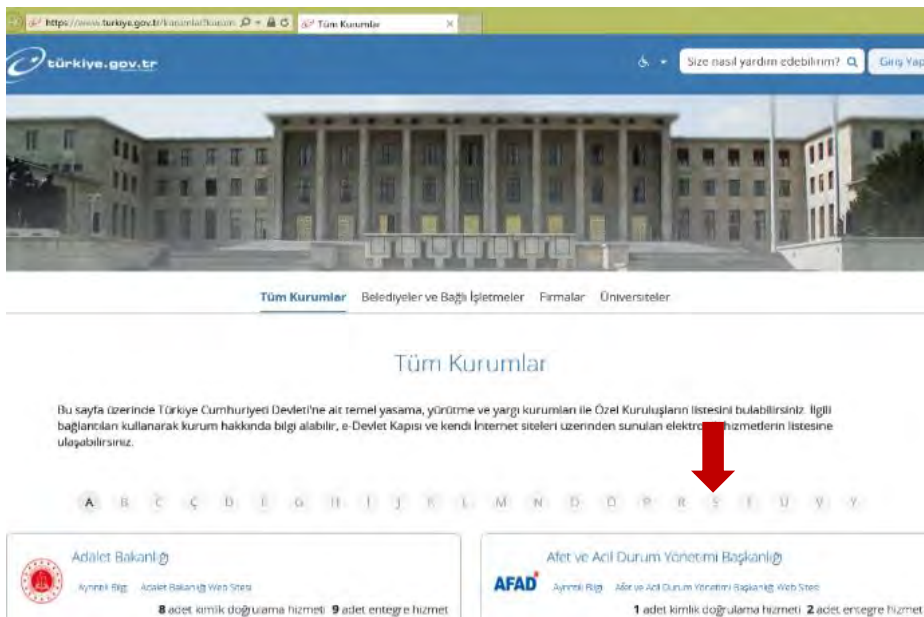 https://www.turkiye.gov.tr/kurumlar?kurum
Tüm Kurumlar
türkiye.gov.tr
Size nasıl yardım edebilirim?
Giriş Yap
Tüm Kurumlar Belediyeler ve Bağlı İşletmeler Firmalar Üniversiteler
Tüm Kurumlar
Bu sayfa üzerinde Türkiye Cumhuriyeti Devleti'ne ait temel yasama, yürütme ve yargı kurumları ile Özel Kuruluşların listesini bulabilirsiniz. İlgili
bağlantıları kullanarak kurum hakkında bilgi alabilir, e-Devlet Kapısı ve kendi İnternet siteleri üzerinden sunulan hizmetlerin listesine
ulaşabilirsiniz.
A B C Ç D E G H İ J K L M N O Ö P R S T U V Y
Adalet Bakanlığı
Ayrıntılı Bilgi Adalet Bakanlığı Web Sitesi
8 adet kimlik doğrulama hizmeti 9 adet entegre hizmet
Afet ve Acil Durum Yönetimi Başkanlığı
AFAD
Ayrıntılı Bilgi Afet ve Acil Durum Yönetimi Başkanlığı Web Sitesi
1 adet kimlik doğrulama hizmeti 2 adet entegre hizmet